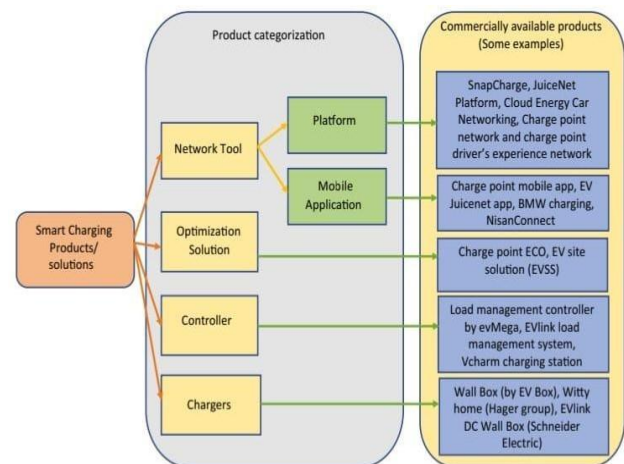 Product categorization
Commercially available products
(Some examples)
Smart Charging
Products/
solutions
Network Tool
Platform
SnapCharge, JuiceNet
Platform, Cloud Energy Car
Networking, Charge point
network and charge point
driver's experience network
Mobile
Application
Charge point mobile app, EV
Juicenet app, BMW charging,
NisanConnect
Optimization
Solution
Charge point ECO, EV site
solution (EVSS)
Controller
Load management controller
by evMega, EVlink load
management system,
Vcharm charging station
Chargers
Wall Box (by EV Box), Witty
home (Hager group), EVlink
DC Wall Box (Schneider
Electric)